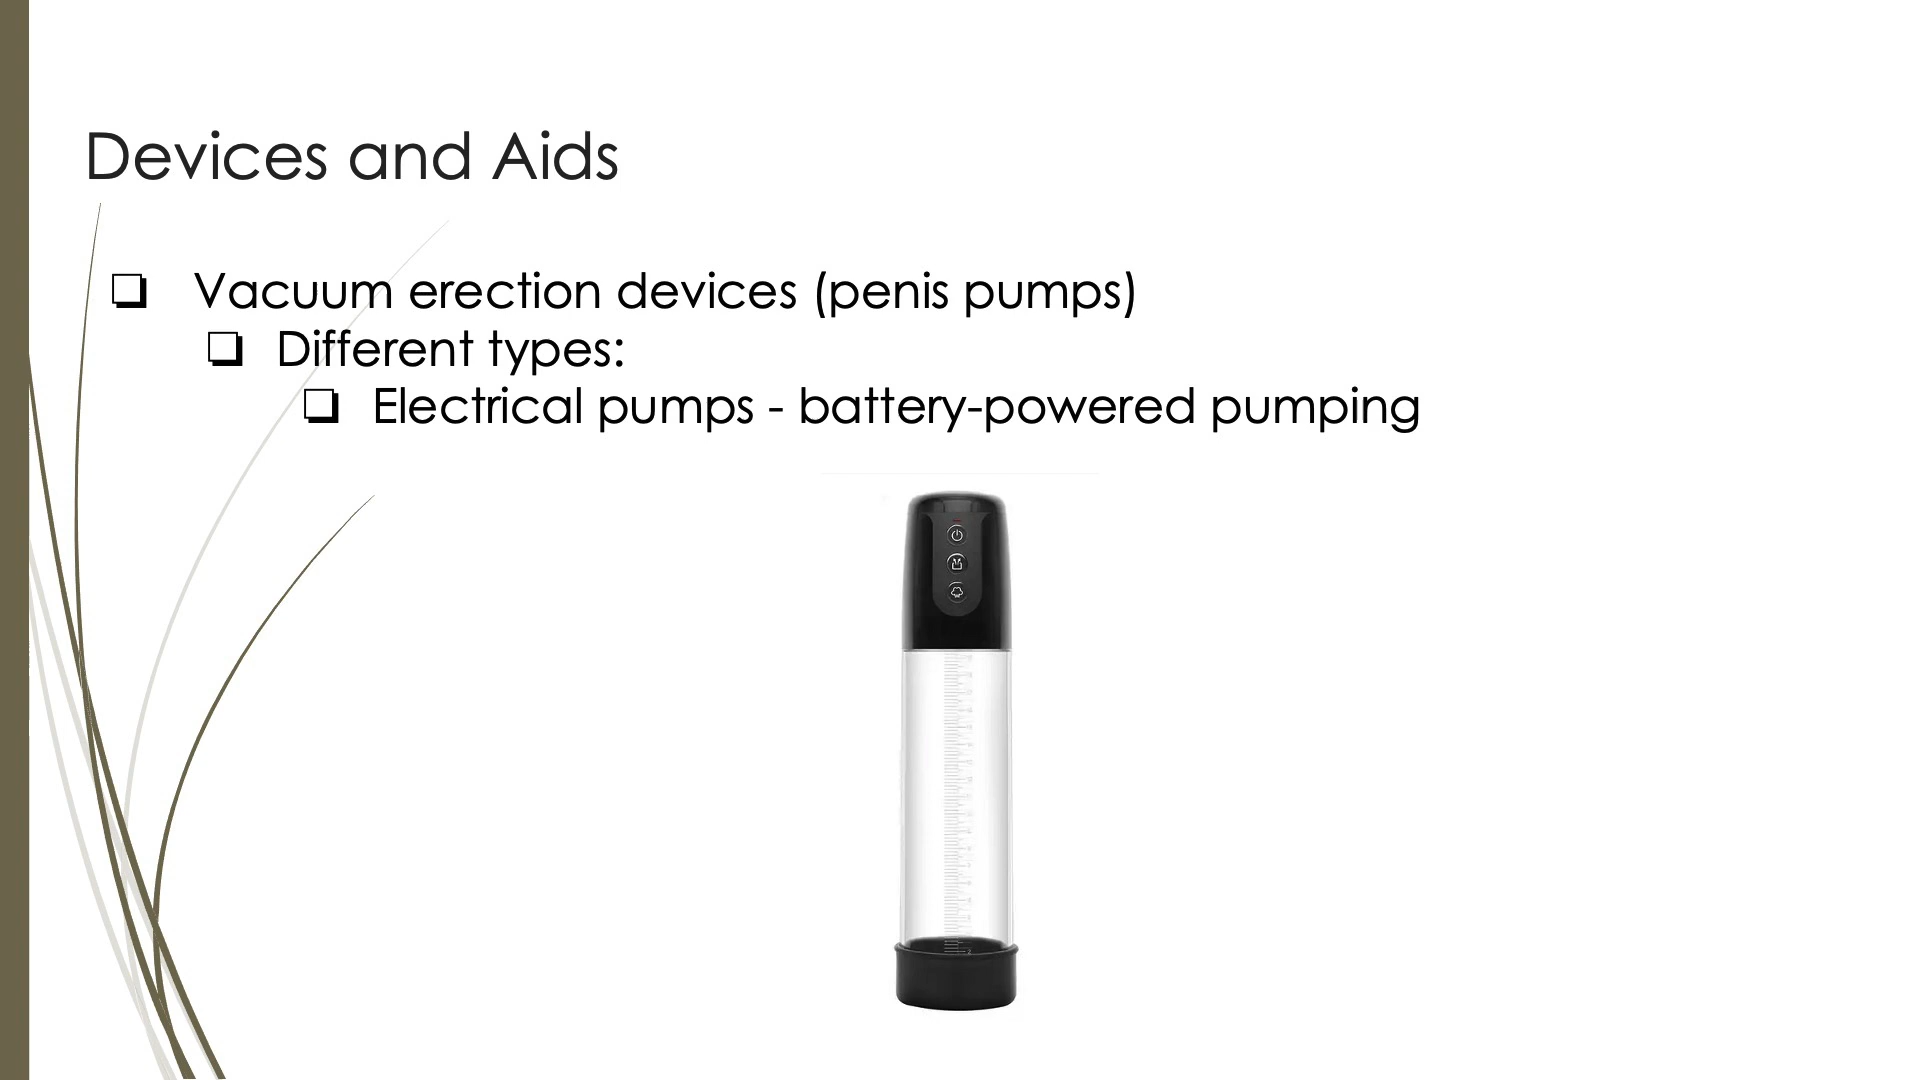 Devices and Aids
❏ Vacuum erection devices (penis pumps)
❏ Different types:
❏ Electrical pumps - battery-powered pumping